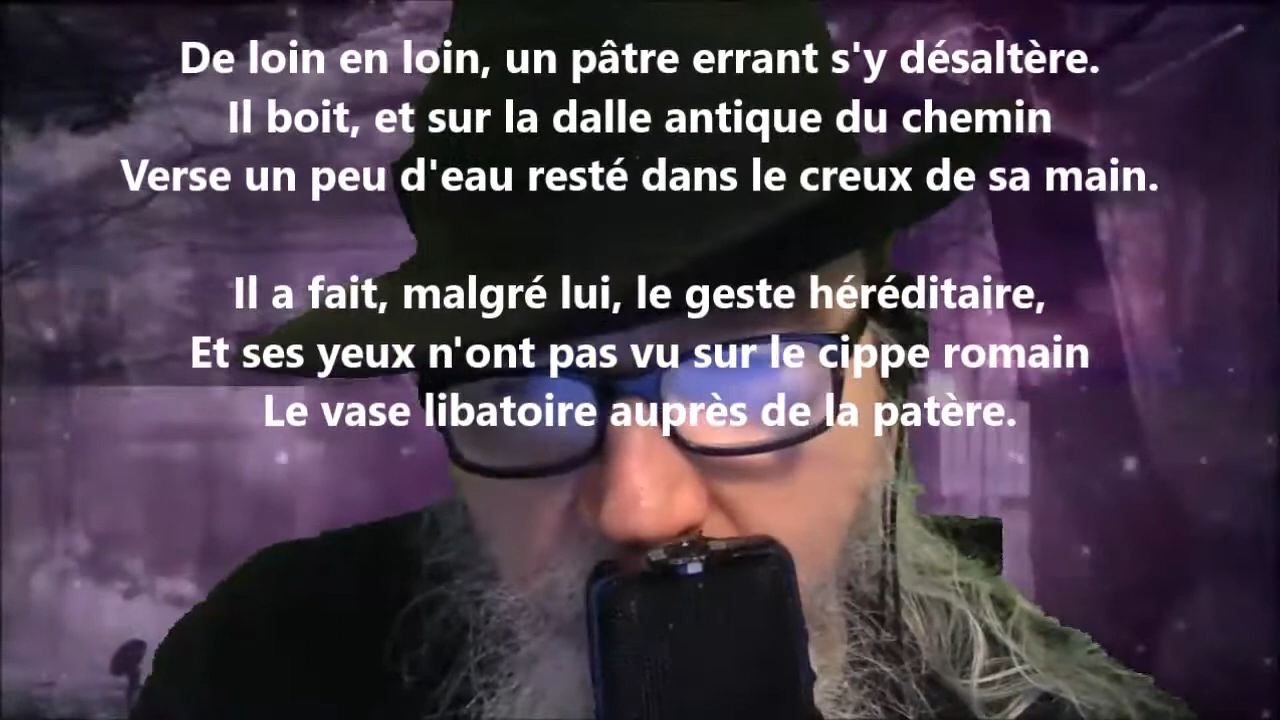 De loin en loin, un pâtre errant s'y désaltère.
Il boit, et sur la dalle antique du chemin
Verse un peu d'eau resté dans le creux de sa main.
Il a fait, malgré lui, le geste héréditaire,
Et ses yeux n'ont pas vu sur le cippe romain
Le vase libatoire auprès de la patère.